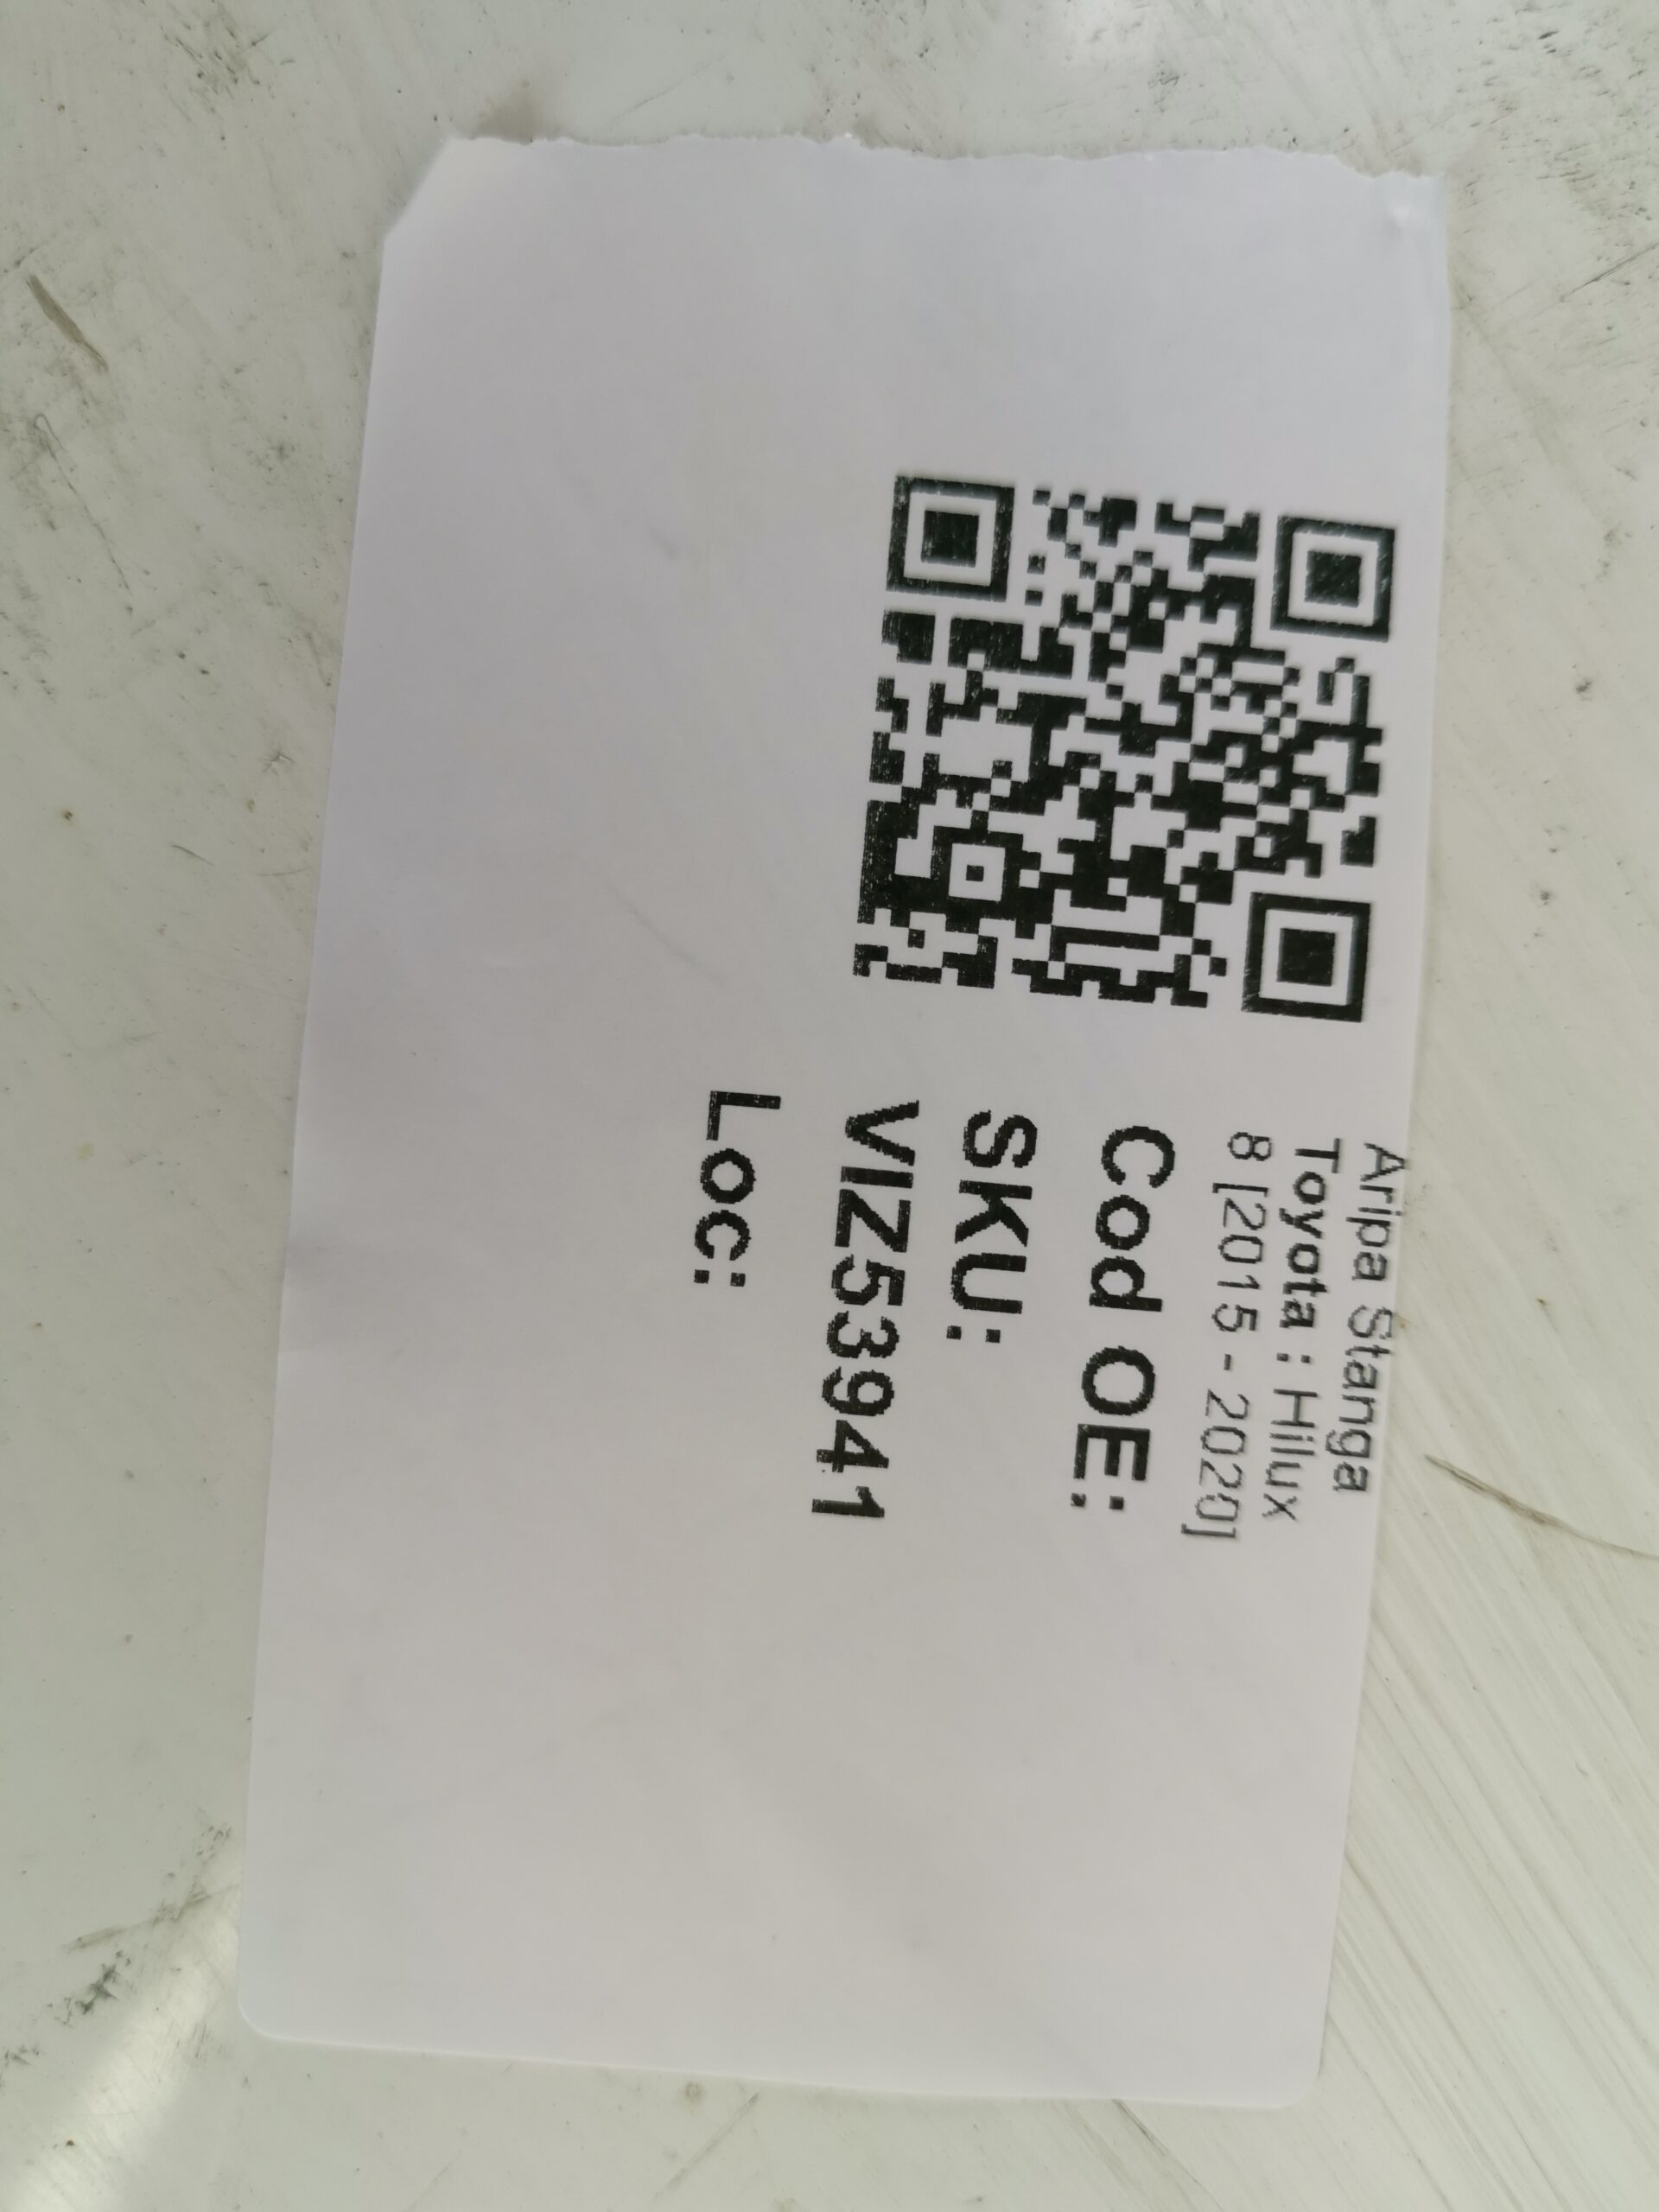 Aripa Stanga
Toyota : Hilux
8 [2015 - 2020]
Cod OE:
SKU:
VIZ53941
Loc: